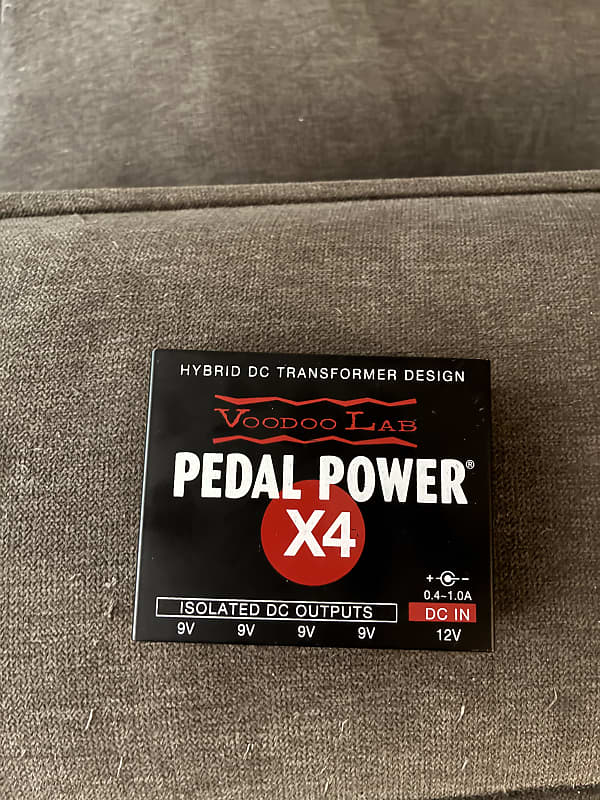 HYBRID DC TRANSFORMER DESIGN
VOODOO LAB
PEDAL POWER®
X4
+ -
0.4~1.0A
ISOLATED DC OUTPUTS DC IN
9V 9V 9V 9V 12V